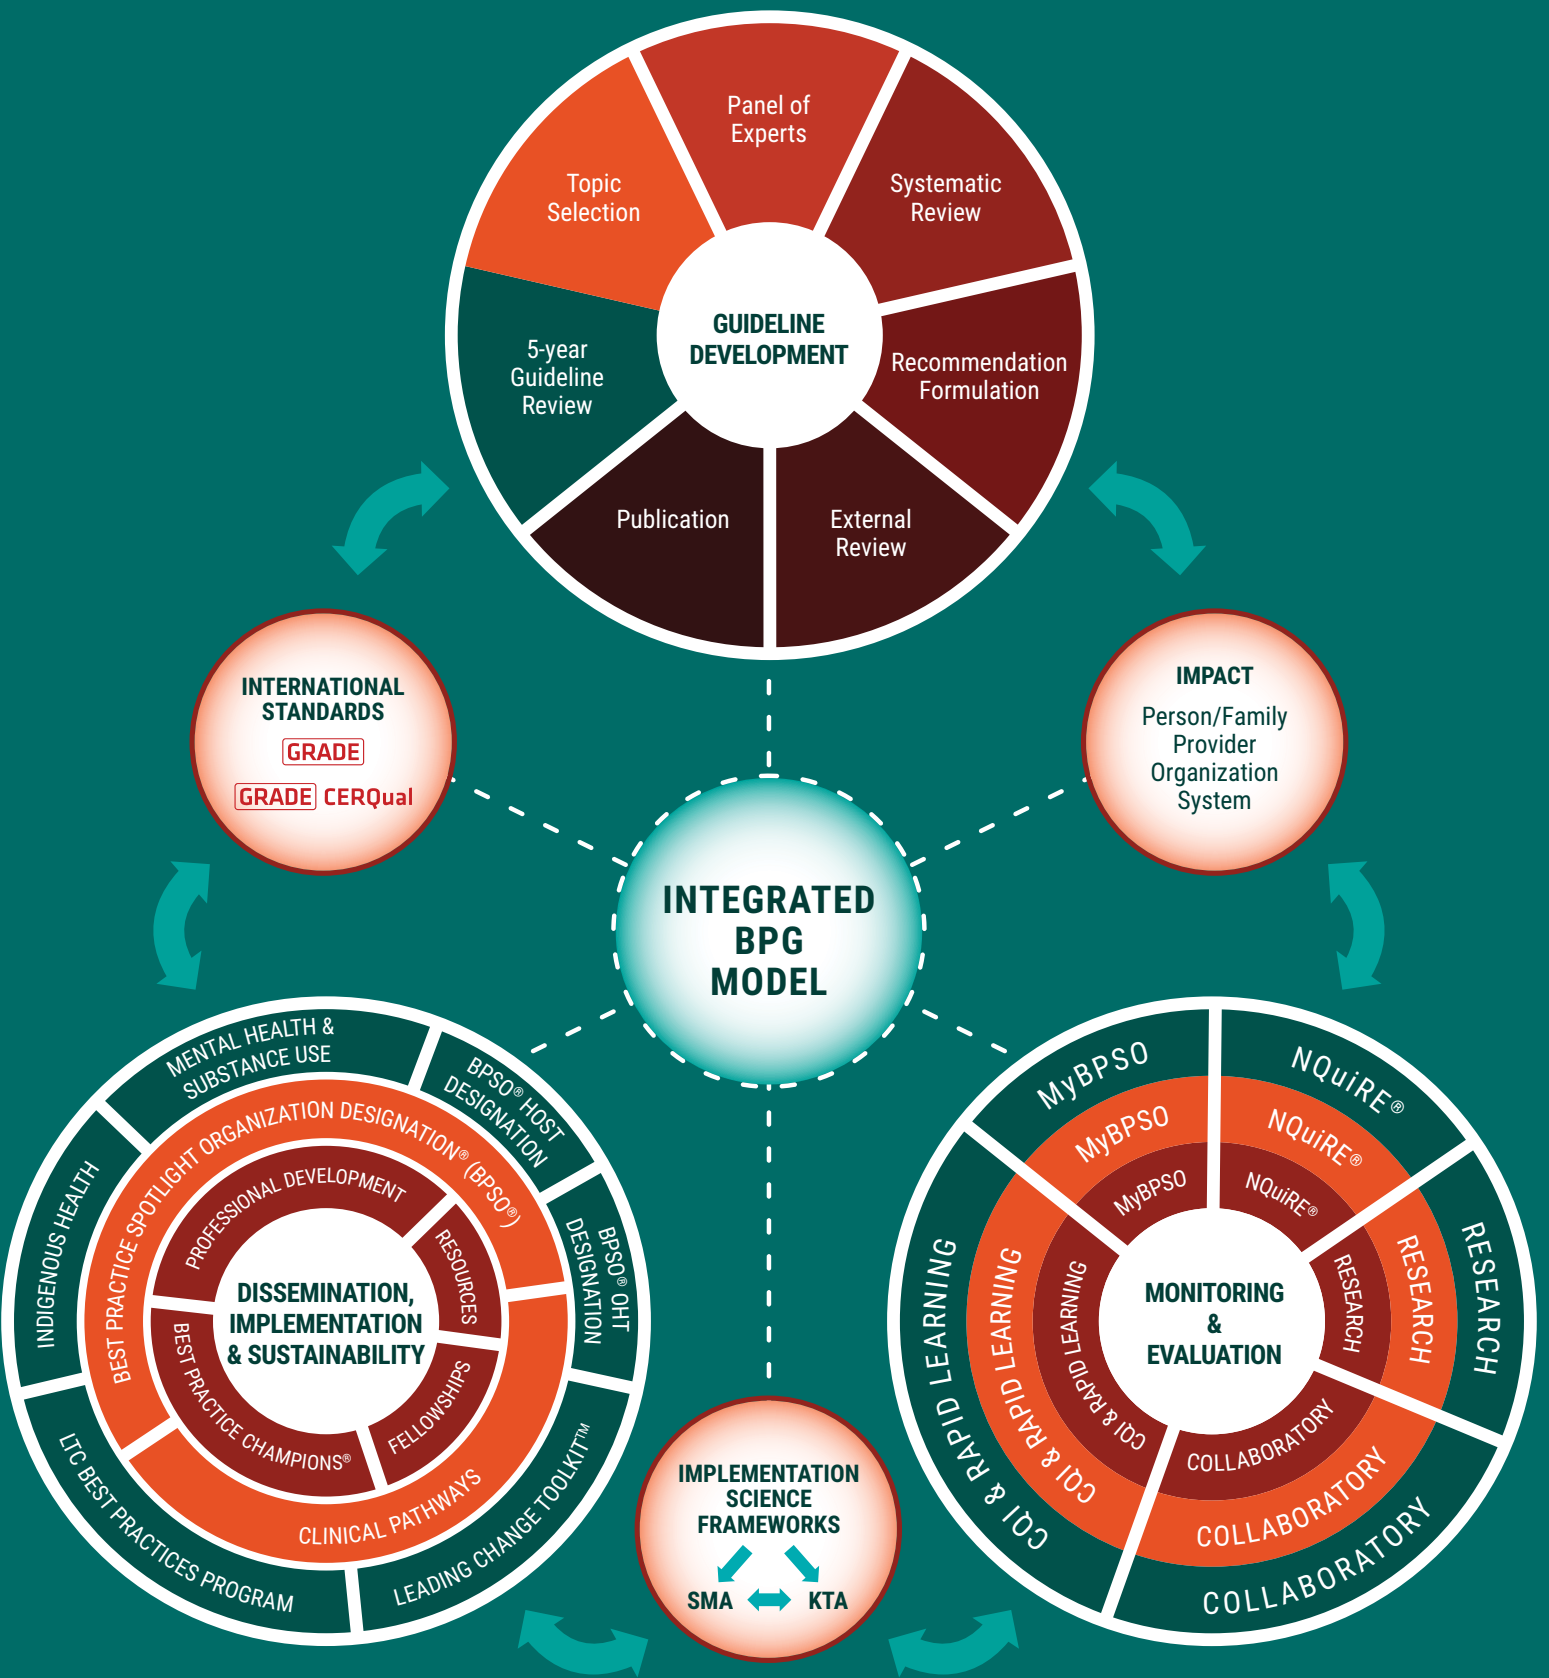 Panel of
Experts
Topic
Selection
Systematic
Review
GUIDELINE
DEVELOPMENT
5-year
Guideline
Review
Recommendation
Formulation
Publication
External
Review
INTERNATIONAL
STANDARDS
GRADE
GRADE CERQual
IMPACT
Person/Family
Provider
Organization
System
INTEGRATED
BPG
MODEL
MENTAL HEALTH &
SUBSTANCE USE
BPSO® HOST
DESIGNATION
BPSO® OHT
DESIGNATION
LEADING CHANGE TOOLKIT™
LTC BEST PRACTICES PROGRAM
INDIGENOUS HEALTH
BEST PRACTICE SPOTLIGHT ORGANIZATION DESIGNATION® (BPSO®)
CLINICAL PATHWAYS
PROFESSIONAL DEVELOPMENT
RESOURCES
FELLOWSHIPS
BEST PRACTICE CHAMPIONS®
DISSEMINATION,
IMPLEMENTATION
& SUSTAINABILITY
MyBPSO
NQuiRE®
RESEARCH
COLLABORATORY
CQI & RAPID LEARNING
MyBPSO
NQuiRE®
RESEARCH
COLLABORATORY
CQI & RAPID LEARNING
MyBPSO
NQuiRE®
RESEARCH
COLLABORATORY
CQI & RAPID LEARNING
MONITORING
&
EVALUATION
IMPLEMENTATION
SCIENCE
FRAMEWORKS
SMA
KTA